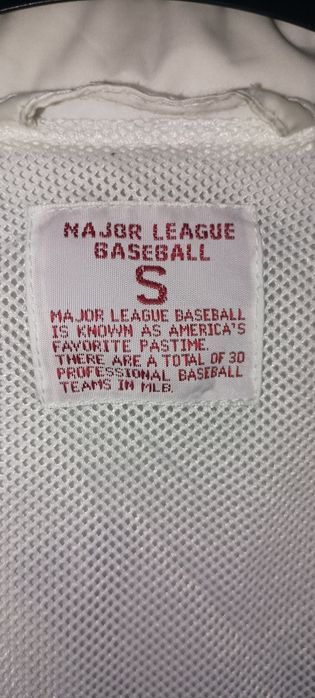 MAJOR LEAGUE
BASEBALL
S
MAJOR LEAGUE BASEBALL
IS KNOWN AS AMERICA'S
FAVORITE PASTIME.
THERE ARE A TOTAL OF 30
PROFESSIONAL BASEBALL
TEAMS IN MLB.